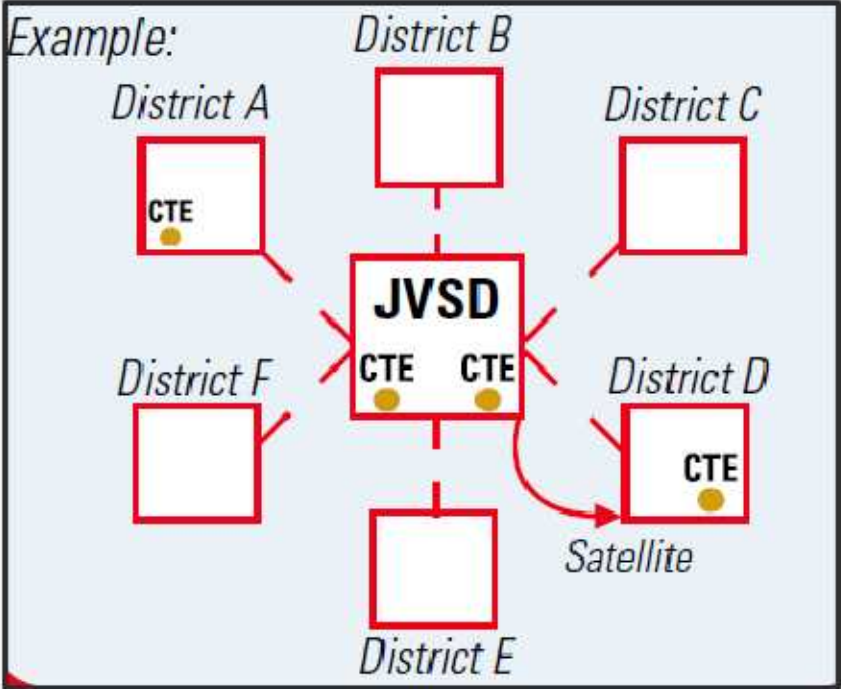 Example:
District B
District A
District C
CTE
JVSD
CTE CTE
District F
District D
CTE
Satellite
District E